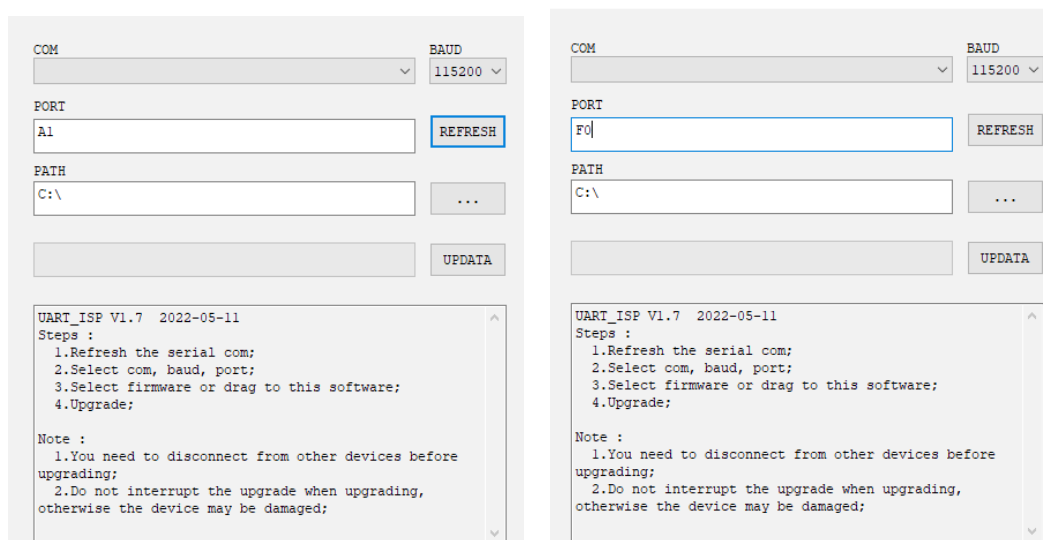 COM
BAUD
115200
PORT
A1
REFRESH
PATH
C:\
...
UPDATA
UART_ISP V1.7  2022-05-11
Steps :
1.Refresh the serial com;
2.Select com, baud, port;
3.Select firmware or drag to this software;
4.Upgrade;
Note :
1.You need to disconnect from other devices before
upgrading;
2.Do not interrupt the upgrade when upgrading,
otherwise the device may be damaged;
COM
BAUD
115200
PORT
F0
REFRESH
PATH
C:\
...
UPDATA
UART_ISP V1.7  2022-05-11
Steps :
1.Refresh the serial com;
2.Select com, baud, port;
3.Select firmware or drag to this software;
4.Upgrade;
Note :
1.You need to disconnect from other devices before
upgrading;
2.Do not interrupt the upgrade when upgrading,
otherwise the device may be damaged;